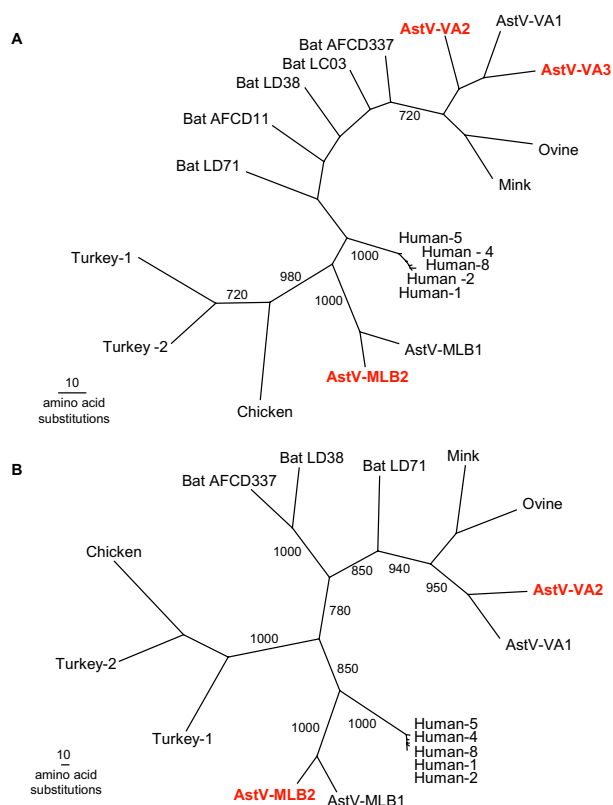 A
AstV-VA2
AstV-VA1
Bat AFCD337
Bat LC03
AstV-VA3
Bat LD38
720
Bat AFCD11
Ovine
Bat LD71
Mink
Human-5
Human - 4
1000
Human-8
Turkey-1
980
Human -2
Human-1
720
1000
Turkey -2
AstV-MLB1
AstV-MLB2
10
amino acid
substitutions
Chicken
B
Bat LD38
Mink
Bat AFCD337
Bat LD71
Ovine
Chicken
1000
850
940
950
AstV-VA2
780
1000
AstV-VA1
Turkey-2
850
Turkey-1
1000
1000
Human-5
Human-4
Human-8
Human-1
Human-2
10
amino acid
substitutions
AstV-MLB2
AstV-MLB1